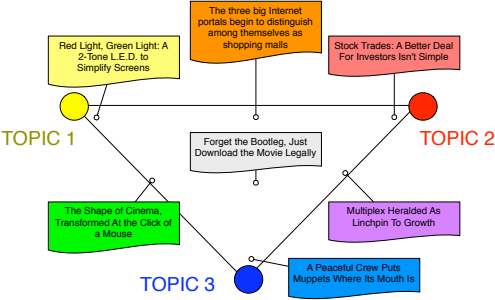 The three big Internet
portals begin to distinguish
among themselves as
shopping malls
Red Light, Green Light: A
2-Tone L.E.D. to
Simplify Screens
Stock Trades: A Better Deal
For Investors Isn't Simple
TOPIC 1
TOPIC 2
Forget the Bootleg, Just
Download the Movie Legally
The Shape of Cinema,
Transformed At the Click of
a Mouse
Multiplex Heralded As
Linchpin To Growth
TOPIC 3
A Peaceful Crew Puts
Muppets Where Its Mouth Is